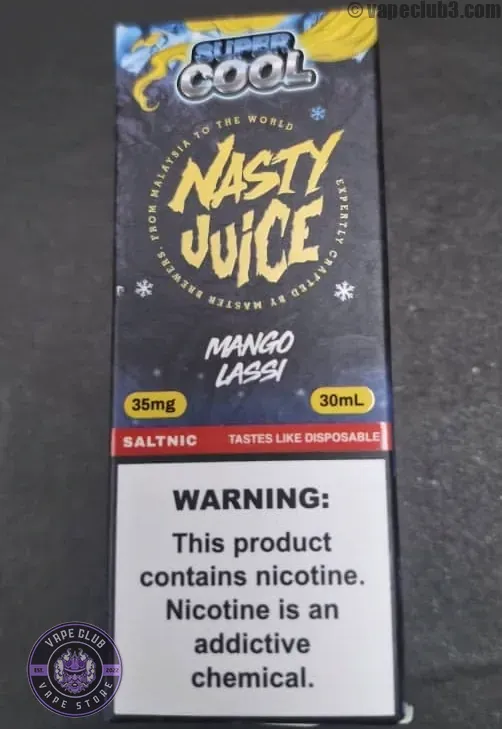 © vapeclub3.com
SUPER
COOL
FROM MALAYSIA TO THE WORLD
NASTY
JUICE
EXPERTLY CRAFTED BY MASTER BREWERS.
MANGO
LASSI
35mg
30mL
SALTNIC
TASTES LIKE DISPOSABLE
WARNING:
This product
contains nicotine.
Nicotine is an
addictive
chemical.
VAPE CLUB
EST. 2022
VAPE STORE